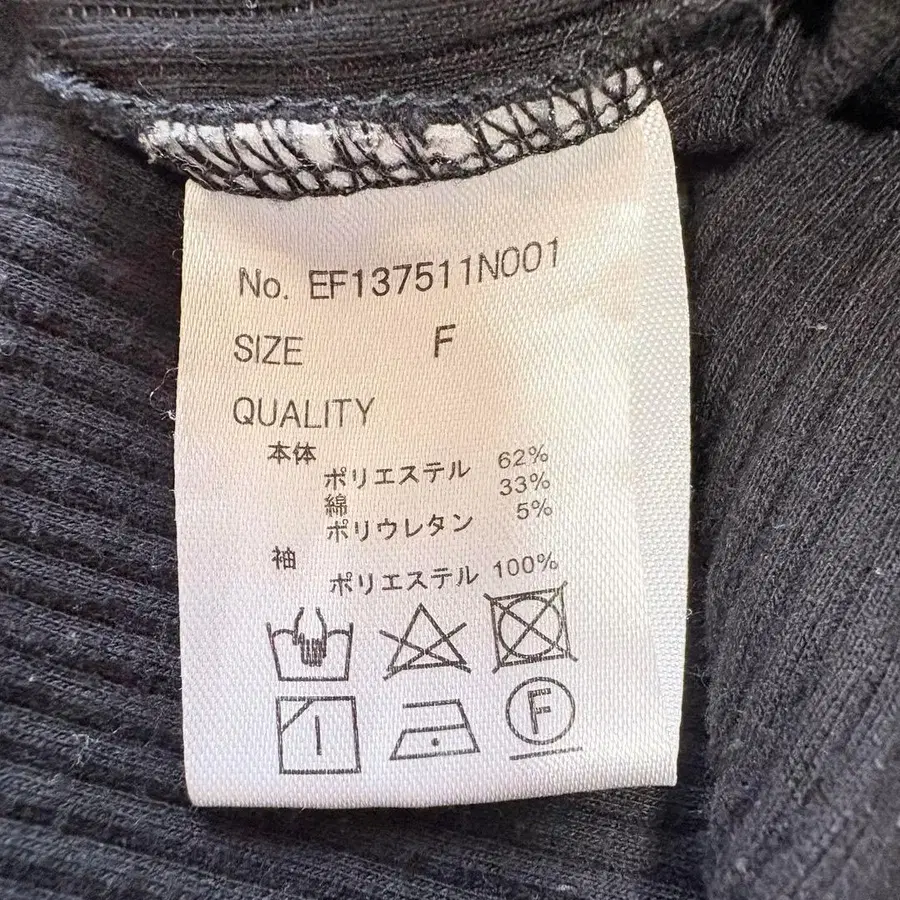 No. EF137511N001
SIZE F
QUALITY
本体
ポリエステル 62%
綿 33%
ポリウレタン 5%
袖
ポリエステル 100%
F